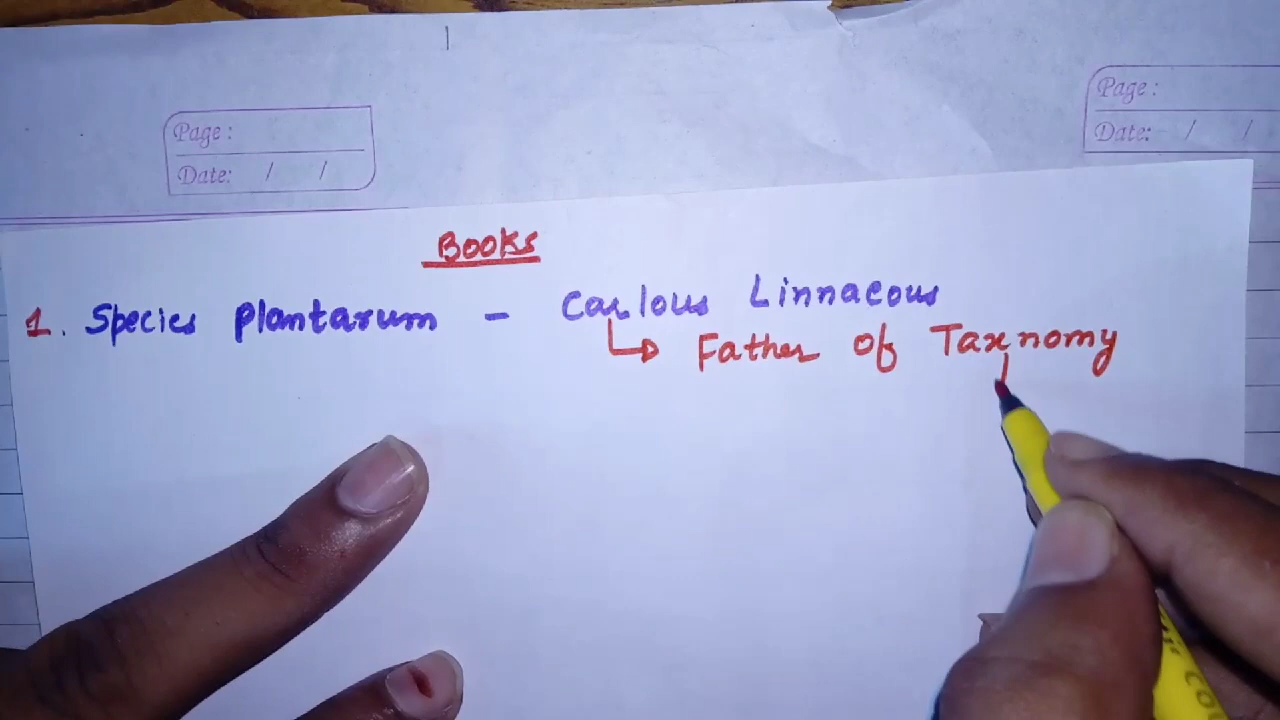 Page :
Date: / /
Page :
Date: / /
Books
1. Species plantarum - Carlous Linnaeous
Father of Taxnomy